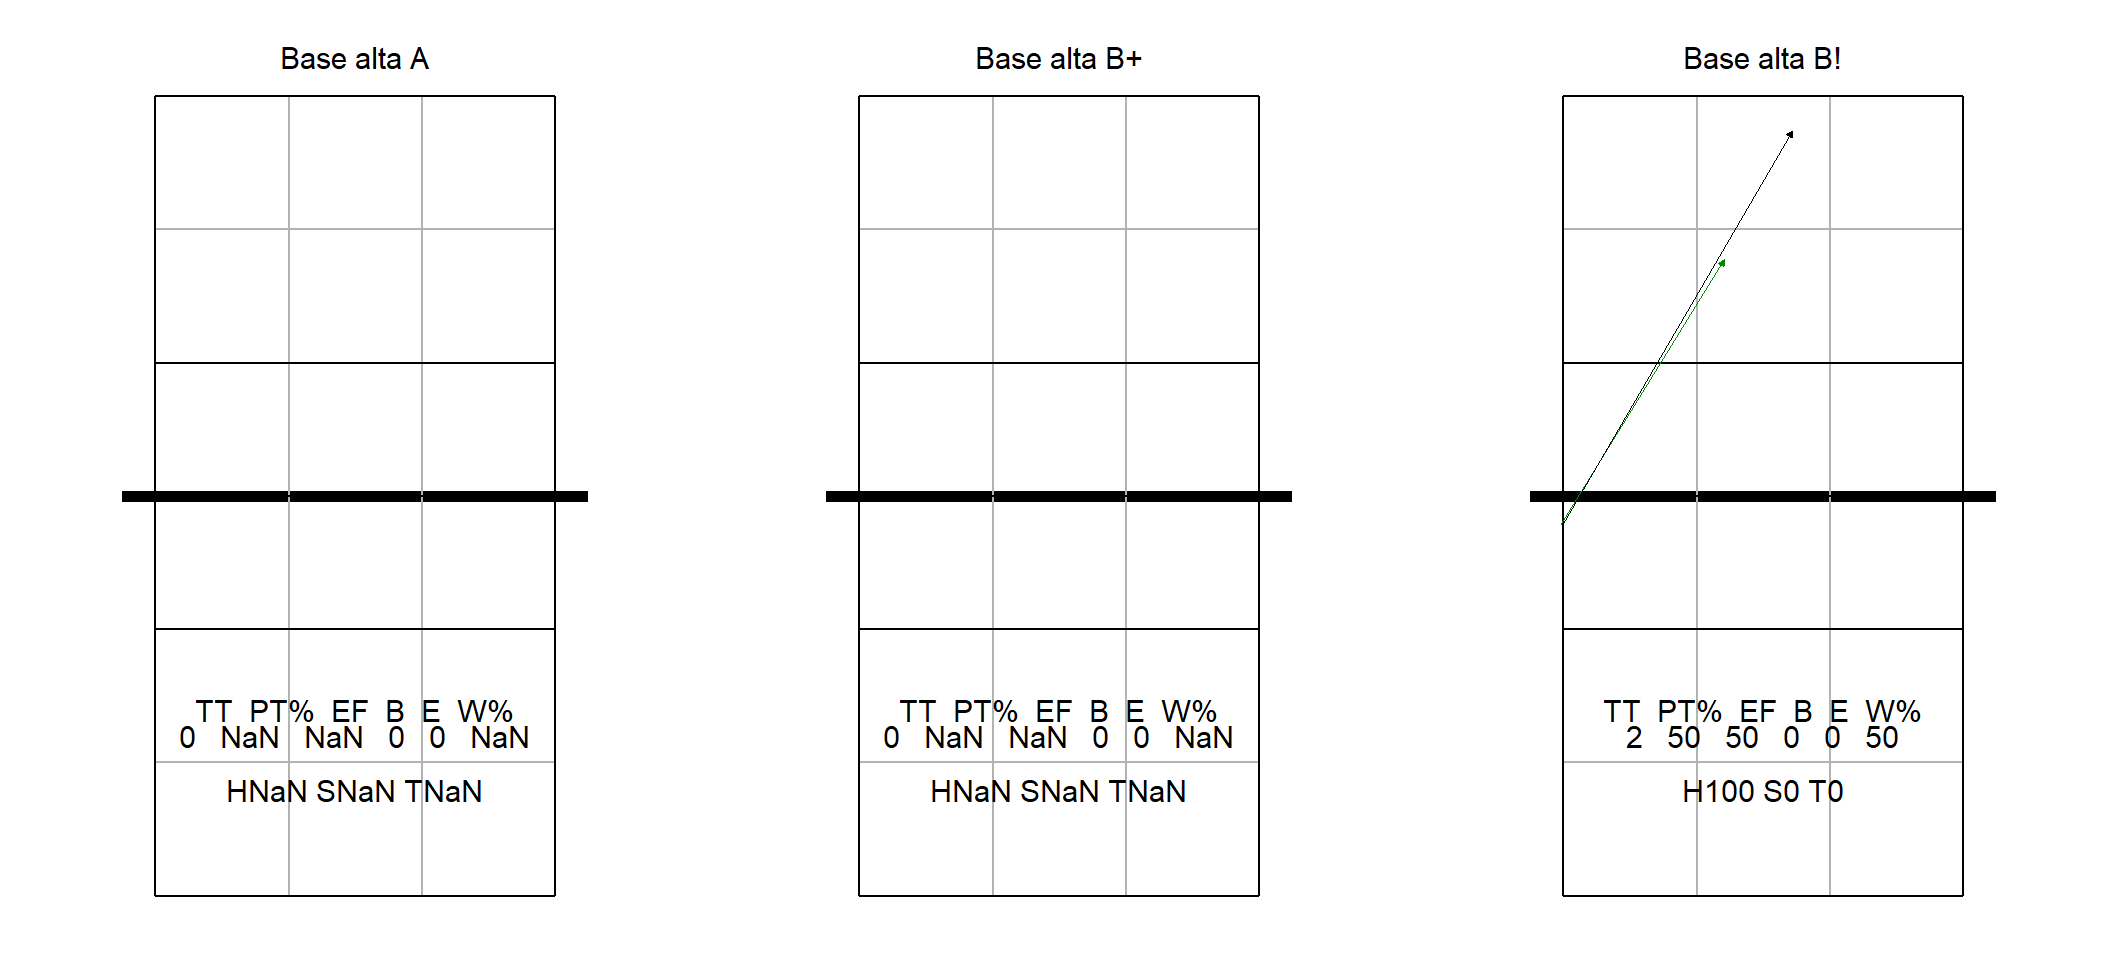 Base alta A
TT PT% EF B E W%
0 NaN NaN 0 0 NaN
HNaN SNaN TNaN
Base alta B+
TT PT% EF B E W%
0 NaN NaN 0 0 NaN
HNaN SNaN TNaN
Base alta B!
TT PT% EF B E W%
2 50 50 0 0 50
H100 S0 T0